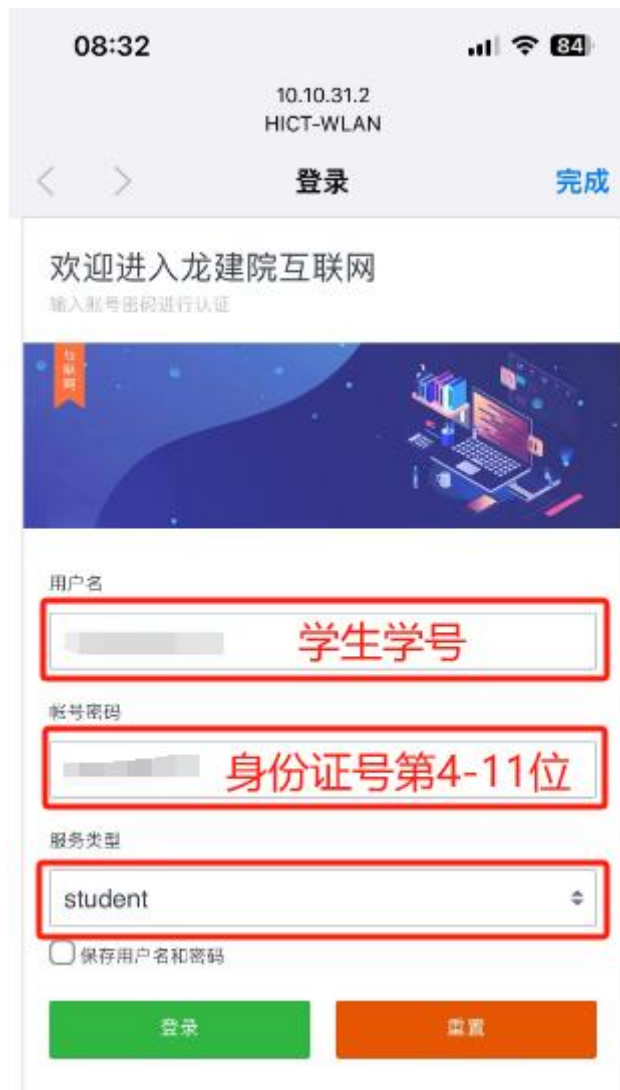 08:32
84
10.10.31.2
HICT-WLAN
登录
完成
欢迎进入龙建院互联网
输入账号密码进行认证
互联网
用户名
学生学号
帐号密码
身份证号第4-11位
服务类型
student
保存用户名和密码
登录
重置